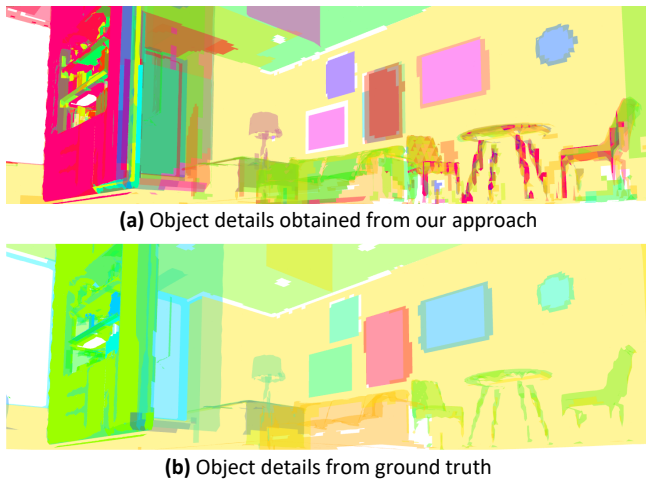 (a) Object details obtained from our approach
(b) Object details from ground truth